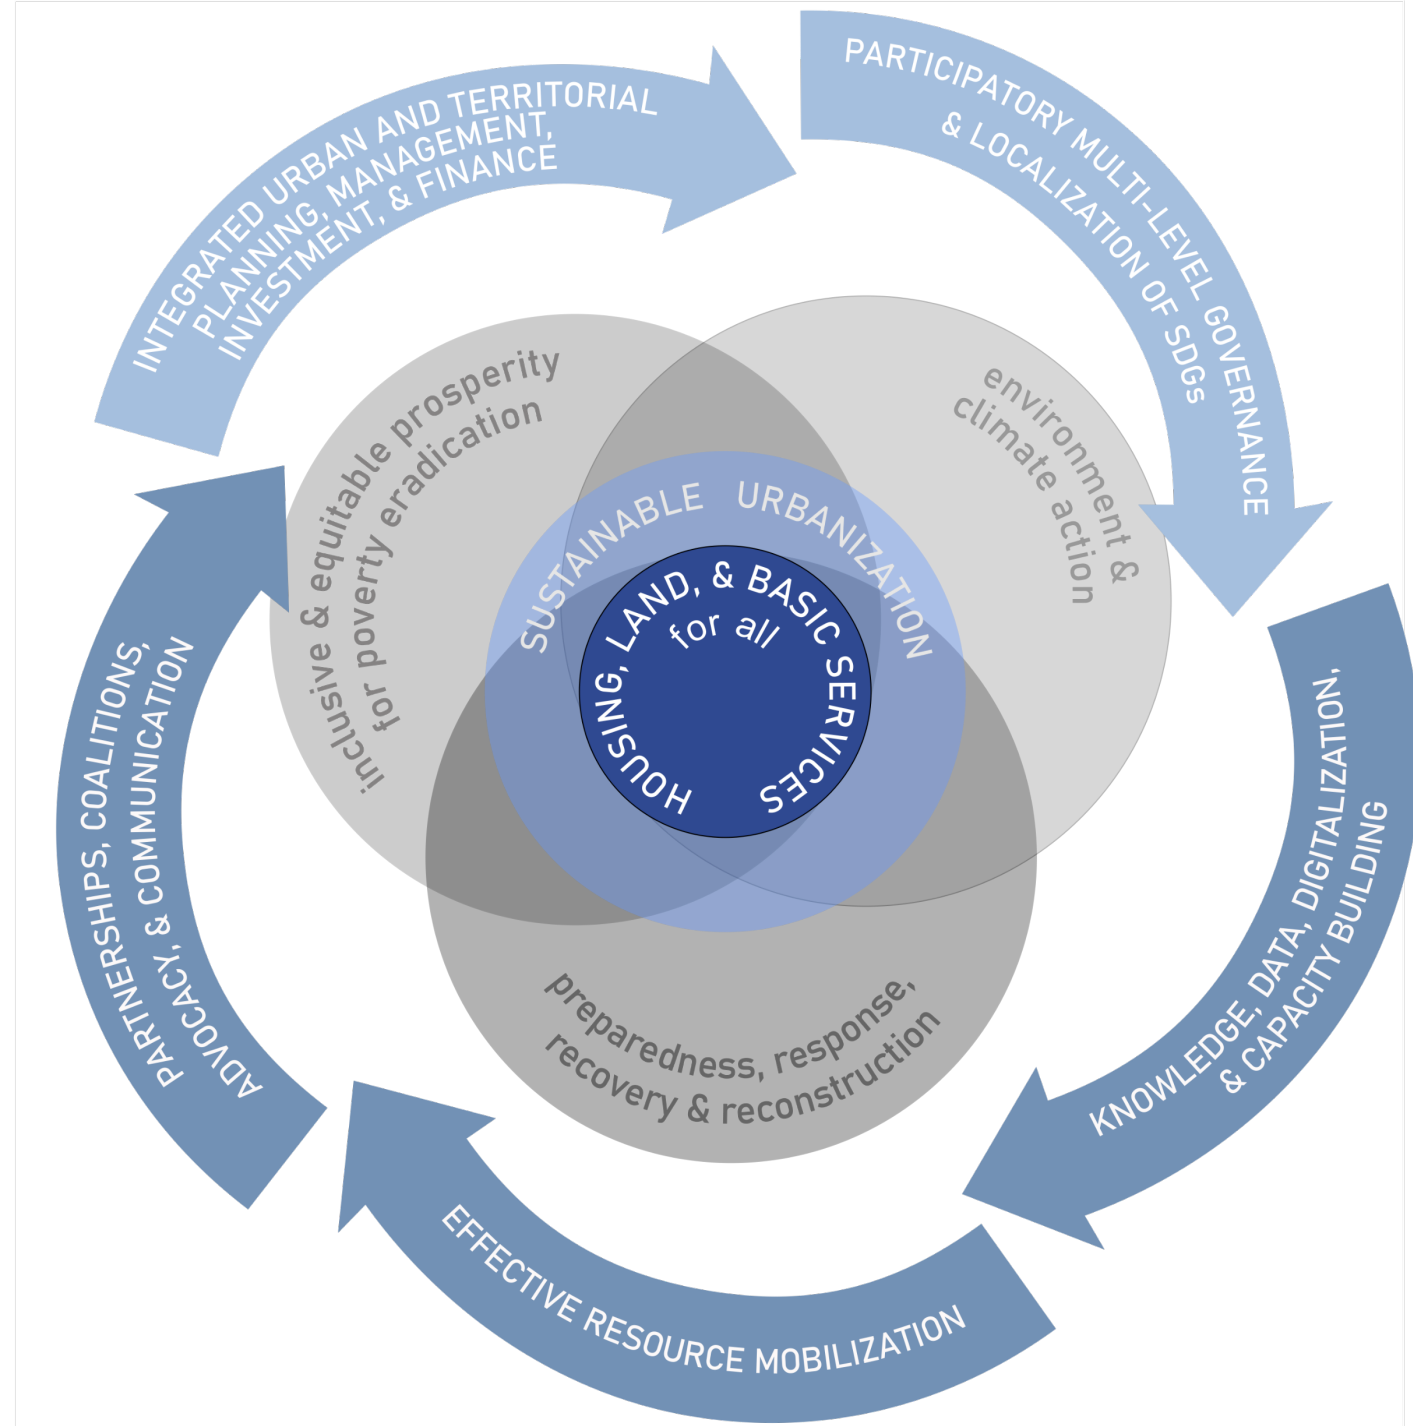 INTEGRATED URBAN AND TERRITORIAL
PLANNING, MANAGEMENT,
INVESTMENT, & FINANCE
PARTICIPATORY MULTI-LEVEL GOVERNANCE
& LOCALIZATION OF SDGs
KNOWLEDGE, DATA, DIGITALIZATION,
& CAPACITY BUILDING
EFFECTIVE RESOURCE MOBILIZATION
PARTNERSHIPS, COALITIONS,
ADVOCACY, & COMMUNICATION
inclusive & equitable prosperity
for poverty eradication
environment &
climate action
preparedness, response,
recovery & reconstruction
SUSTAINABLE URBANIZATION
HOUSING, LAND, & BASIC SERVICES
for all